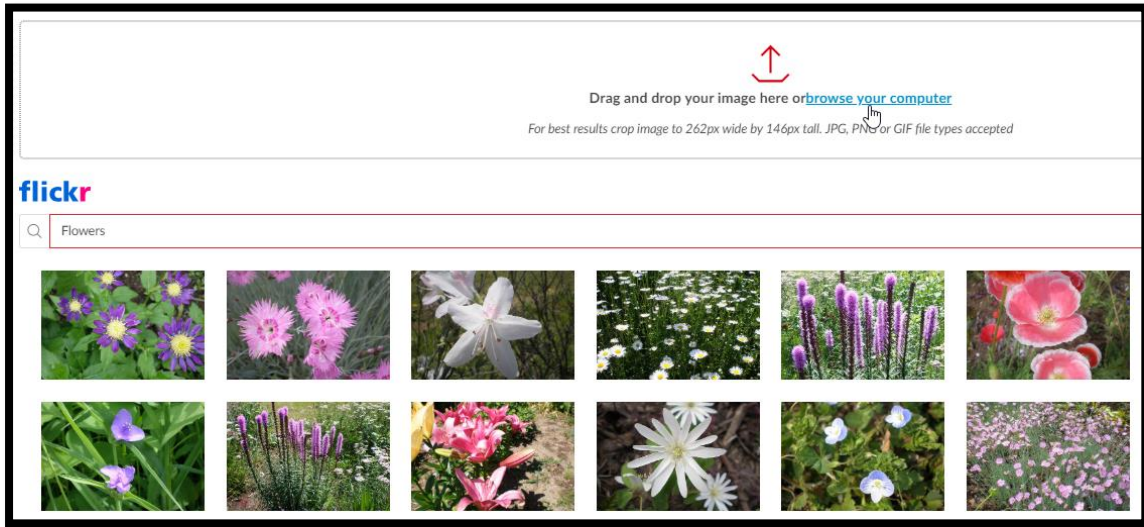 Drag and drop your image here orbrowse your computer
For best results crop image to 262px wide by 146px tall. JPG, PNG or GIF file types accepted
flickr
Flowers